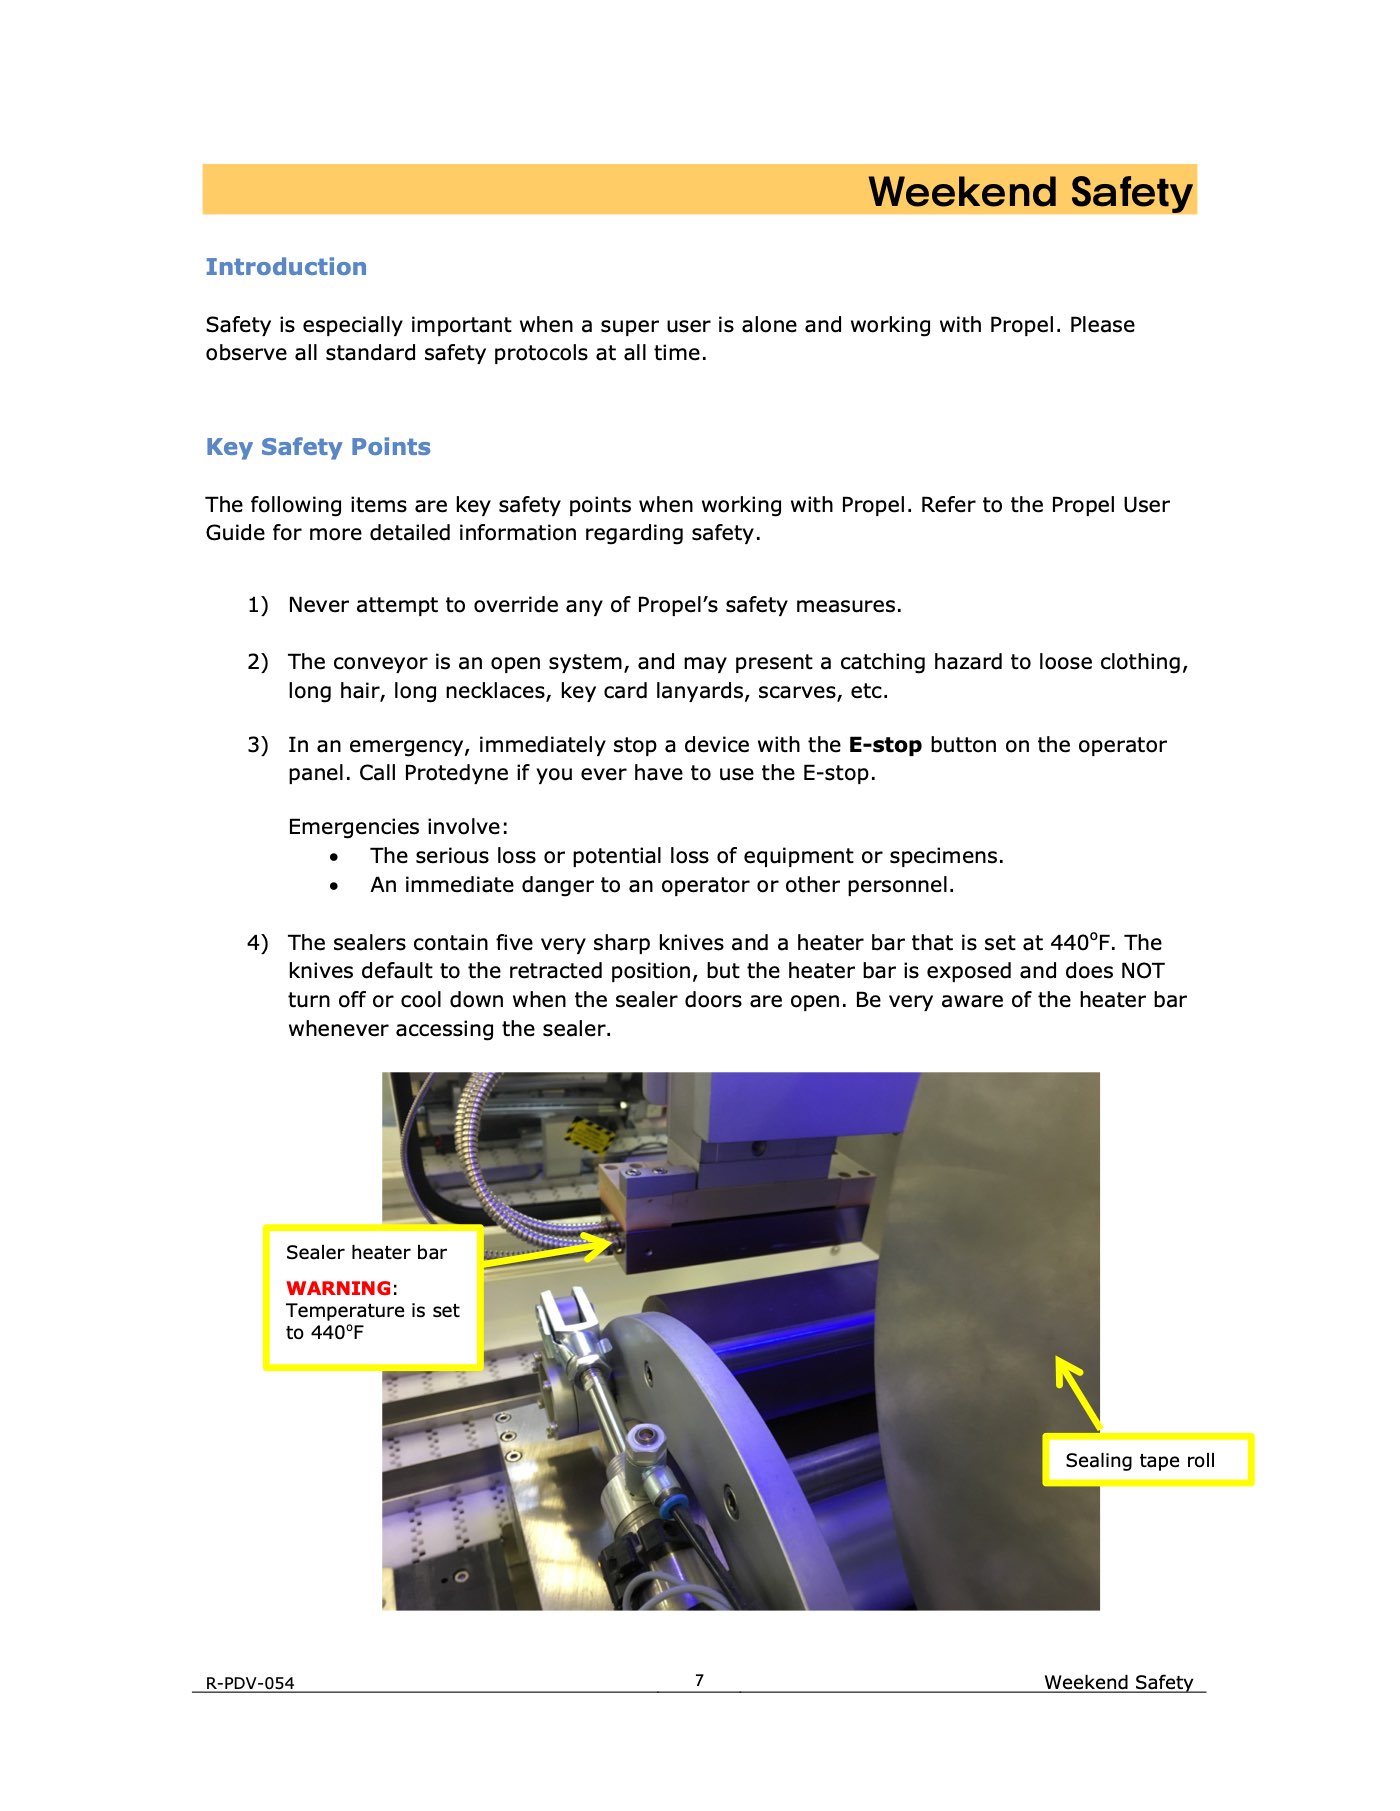 Weekend Safety
Introduction
Safety is especially important when a super user is alone and working with Propel. Please
observe all standard safety protocols at all time.
Key Safety Points
The following items are key safety points when working with Propel. Refer to the Propel User
Guide for more detailed information regarding safety.
1) Never attempt to override any of Propel’s safety measures.
2) The conveyor is an open system, and may present a catching hazard to loose clothing,
long hair, long necklaces, key card lanyards, scarves, etc.
3) In an emergency, immediately stop a device with the E-stop button on the operator
panel. Call Protedyne if you ever have to use the E-stop.
Emergencies involve:
• The serious loss or potential loss of equipment or specimens.
• An immediate danger to an operator or other personnel.
4) The sealers contain five very sharp knives and a heater bar that is set at 440°F. The
knives default to the retracted position, but the heater bar is exposed and does NOT
turn off or cool down when the sealer doors are open. Be very aware of the heater bar
whenever accessing the sealer.
Sealer heater bar
WARNING:
Temperature is set
to 440°F
Sealing tape roll
R-PDV-054 7 Weekend Safety